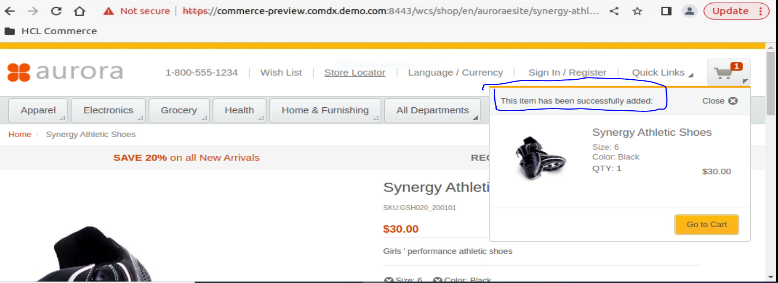 Not secure | https://commerce-preview.comdx.demo.com:8443/wcs/shop/en/auroraesite/synergy-athl... Update
HCL Commerce
aurora 1-800-555-1234 | Wish List | Store Locator | Language / Currency | Sign In / Register | Quick Links 1
Apparel Electronics Grocery Health Home & Furnishing All Departments
This item has been successfully added: Close
Home \ Synergy Athletic Shoes
Synergy Athletic Shoes
Size: 6
Color: Black
QTY: 1 $30.00
SAVE 20% on all New Arrivals REC
Synergy Athleti
SKU:GSH020_200101
$30.00
Go to Cart
Girls ' performance athletic shoes
Size: 6 Color: Black